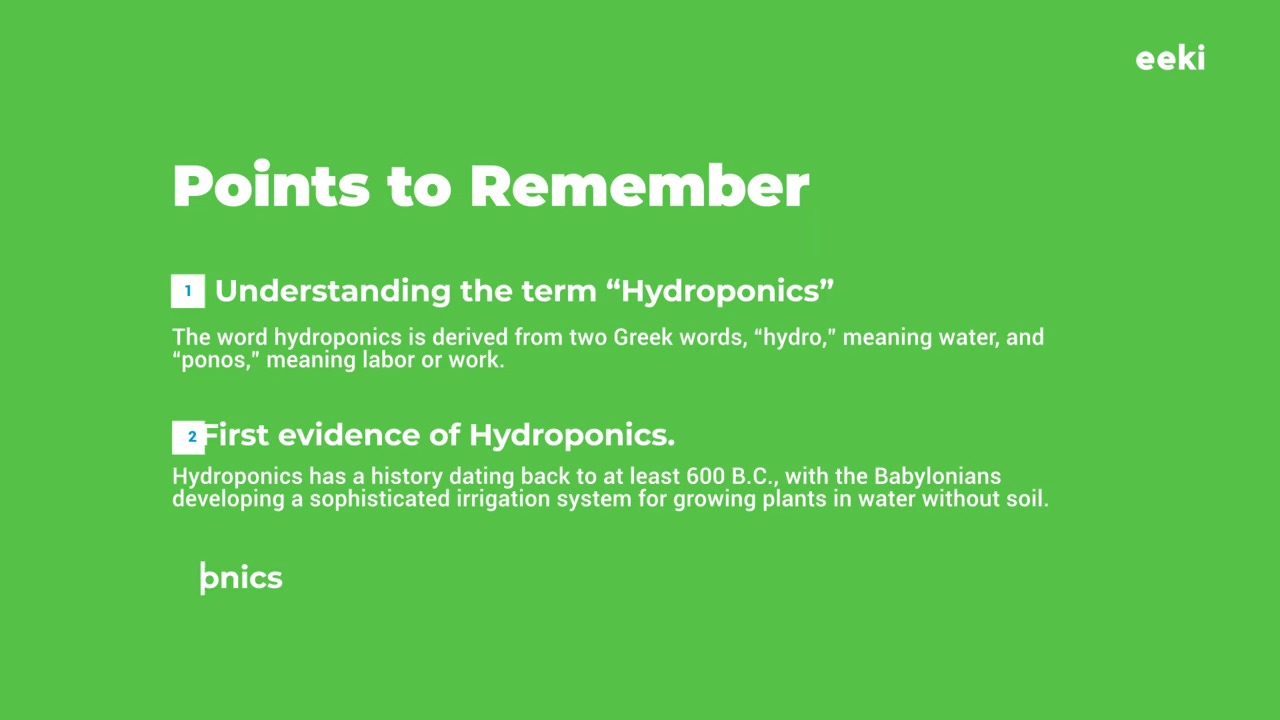 eeki
Points to Remember
1 Understanding the term “Hydroponics”
The word hydroponics is derived from two Greek words, “hydro,” meaning water, and
“ponos,” meaning labor or work.
2 First evidence of Hydroponics.
Hydroponics has a history dating back to at least 600 B.C., with the Babylonians
developing a sophisticated irrigation system for growing plants in water without soil.
onics